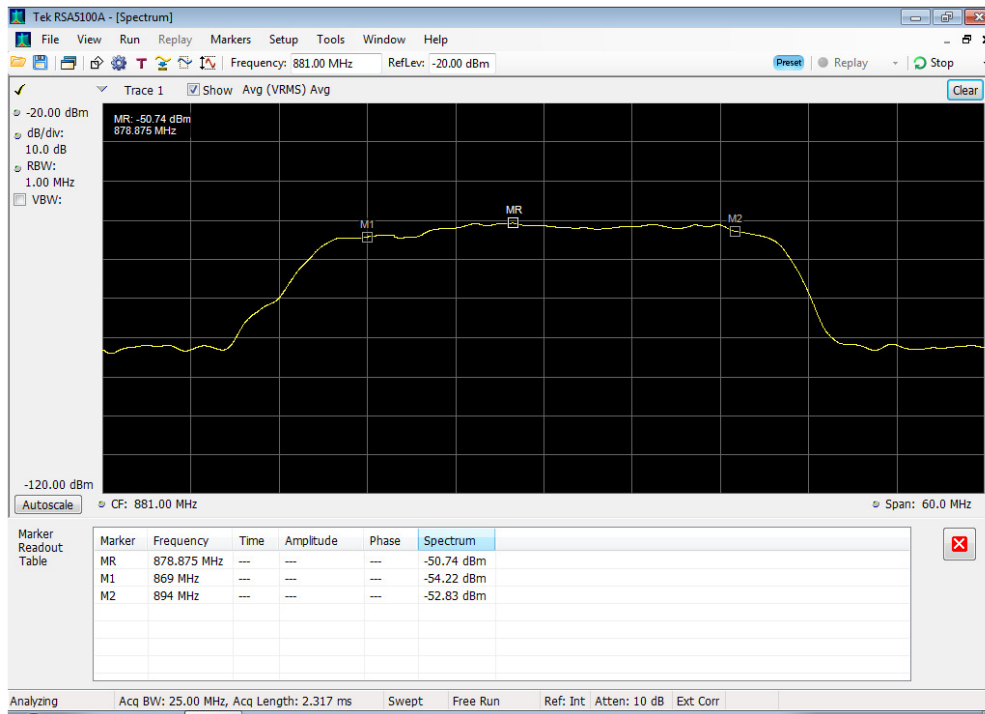 Tek RSA5100A - [Spectrum]
File View Run Replay Markers Setup Tools Window Help
T Frequency: 881.00 MHz RefLev: -20.00 dBm Preset Replay Stop
Trace 1 Show Avg (VRMS) Avg Clear
-20.00 dBm
dB/div:
10.0 dB
RBW:
1.00 MHz
VBW:
MR: -50.74 dBm
878.875 MHz
M1
MR
M2
-120.00 dBm
Autoscale CF: 881.00 MHz Span: 60.0 MHz
Marker
Readout
Table
Marker Frequency Time Amplitude Phase Spectrum
MR 878.875 MHz --- --- --- -50.74 dBm
M1 869 MHz --- --- --- -54.22 dBm
M2 894 MHz --- --- --- -52.83 dBm
Analyzing Acq BW: 25.00 MHz, Acq Length: 2.317 ms Swept Free Run Ref: Int Atten: 10 dB Ext Corr